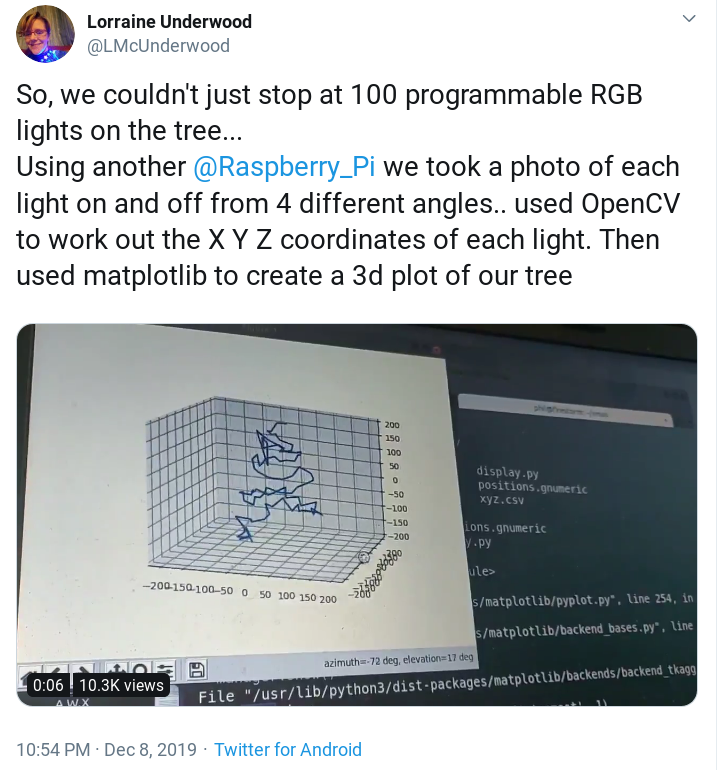 Lorraine Underwood
@LMcUnderwood
So, we couldn't just stop at 100 programmable RGB
lights on the tree...
Using another @Raspberry_Pi we took a photo of each
light on and off from 4 different angles.. used OpenCV
to work out the X Y Z coordinates of each light. Then
used matplotlib to create a 3d plot of our tree
200
150
100
50
0
-50
-100
-150
-200
-200-150-100-50 0 50 100 150 200
-200
display.py
positions.gnumeric
xyz.csv
ions.gnumeric
y.py
ule>
s/matplotlib/pyplot.py", line 254, in
s/matplotlib/backend_bases.py", line
azimuth=-72 deg, elevation=17 deg
File "/usr/lib/python3/dist-packages/matplotlib/backends/backend_tkagg
0:06 10.3K views
10:54 PM · Dec 8, 2019 · Twitter for Android